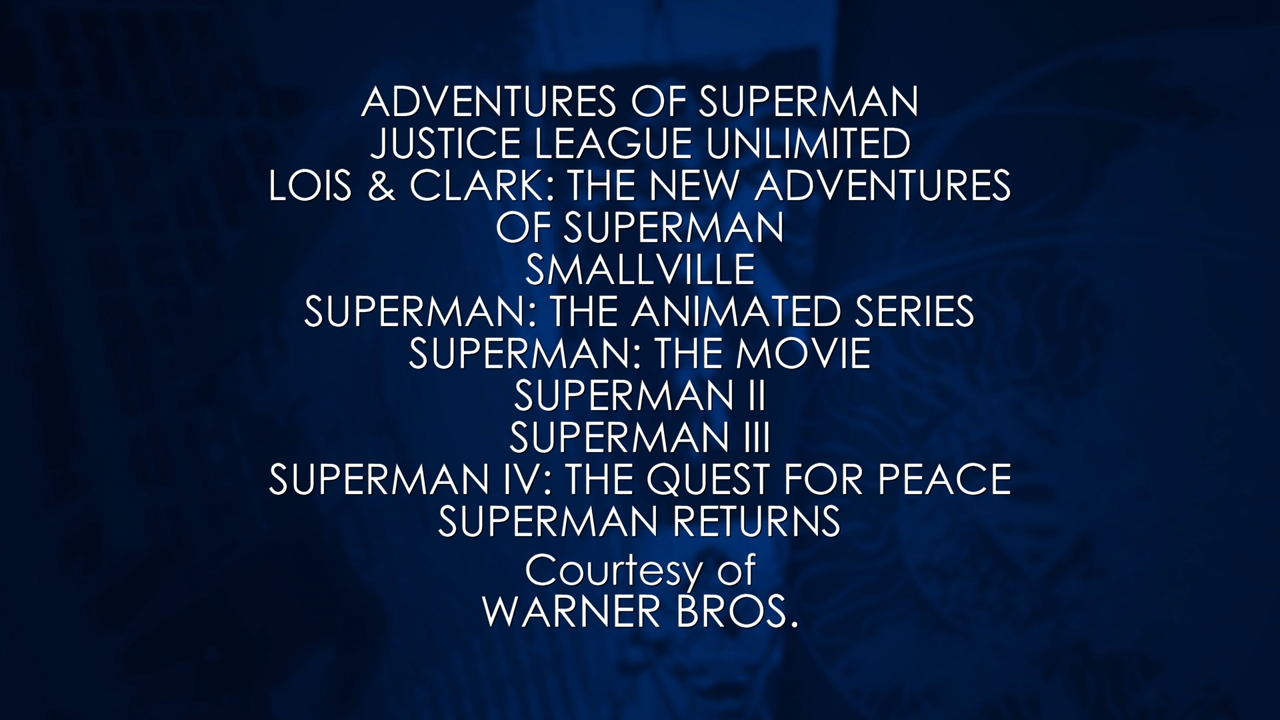 ADVENTURES OF SUPERMAN
JUSTICE LEAGUE UNLIMITED
LOIS & CLARK: THE NEW ADVENTURES
OF SUPERMAN
SMALLVILLE
SUPERMAN: THE ANIMATED SERIES
SUPERMAN: THE MOVIE
SUPERMAN II
SUPERMAN III
SUPERMAN IV: THE QUEST FOR PEACE
SUPERMAN RETURNS
Courtesy of
WARNER BROS.